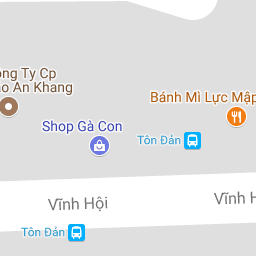 ông Ty Cp
o An Khang
Bánh Mì Lực Mập
Shop Gà Con
Tôn Đản
Vĩnh H
Vĩnh Hội
Tôn Đản